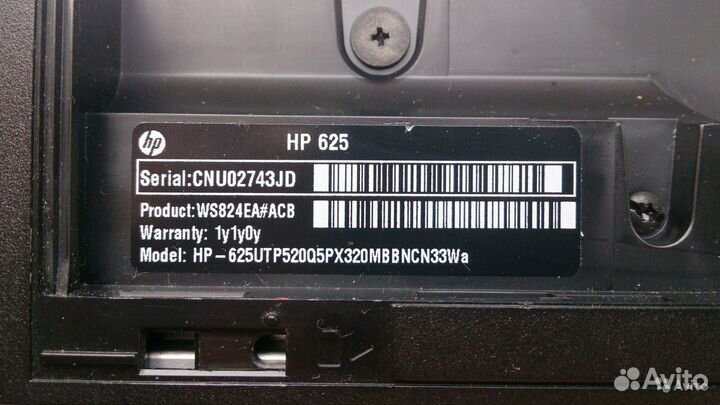 hp
HP 625
Serial:CNU02743JD
Product:WS824EA#ACB
Warranty: 1y1y0y
Model: HP-625UTP520Q5PX320MBBNCN33Wa
Avito